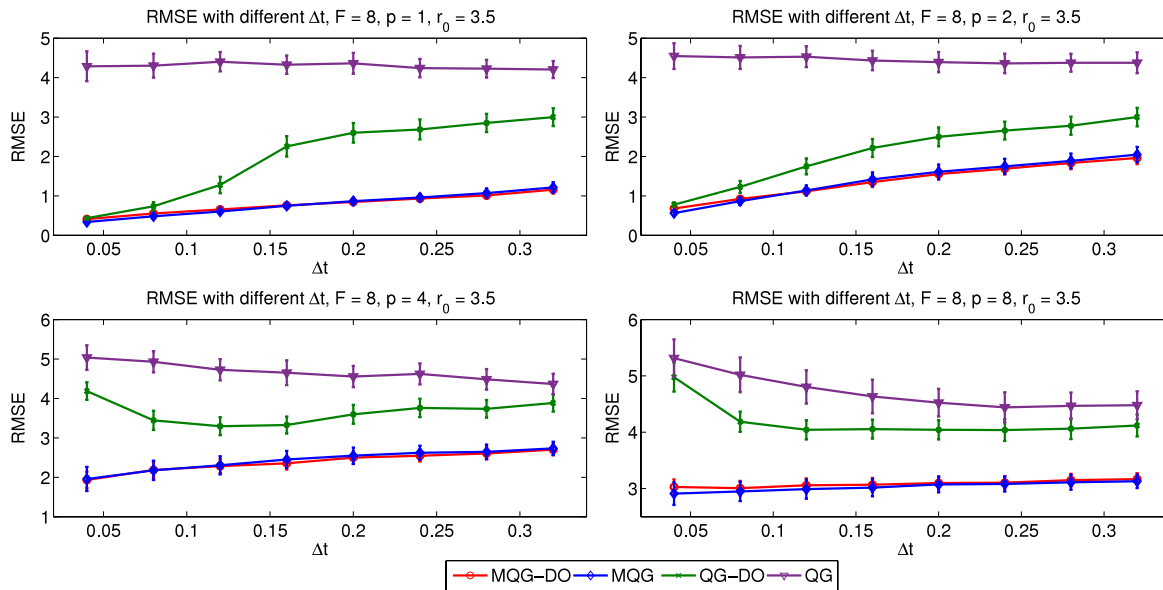 RMSE with different Δt, F = 8, p = 1, r₀ = 3.5
RMSE
5
4
3
2
1
0
0.05 0.1 0.15 0.2 0.25 0.3
Δt
RMSE with different Δt, F = 8, p = 2, r₀ = 3.5
RMSE
5
4
3
2
1
0
0.05 0.1 0.15 0.2 0.25 0.3
Δt
RMSE with different Δt, F = 8, p = 4, r₀ = 3.5
RMSE
6
5
4
3
2
1
0.05 0.1 0.15 0.2 0.25 0.3
Δt
RMSE with different Δt, F = 8, p = 8, r₀ = 3.5
RMSE
6
5
4
3
0.05 0.1 0.15 0.2 0.25 0.3
Δt
MQG−DO MQG QG−DO QG